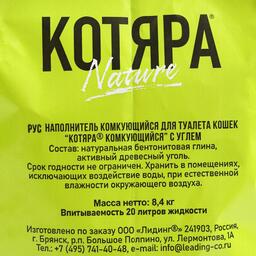 КОТЯРА®
Nature
РУС НАПОЛНИТЕЛЬ КОМКУЮЩИЙСЯ ДЛЯ ТУАЛЕТА КОШЕК
"КОТЯРА® КОМКУЮЩИЙСЯ" С УГЛЕМ
Состав: натуральная бентонитовая глина,
активный древесный уголь.
Срок годности не ограничен. Хранить в помещениях,
исключающих воздействие воды, при естественной
влажности окружающего воздуха.
Масса нетто: 8,4 кг
Впитываемость 20 литров жидкости
Изготовлено по заказу ООО «Лидинг®» 241903, Россия,
г. Брянск, р.п. Большое Полпино, ул. Лермонтова, 1А
Тел.: +7 (495) 741-40-48, e-mail: info@leading-co.ru